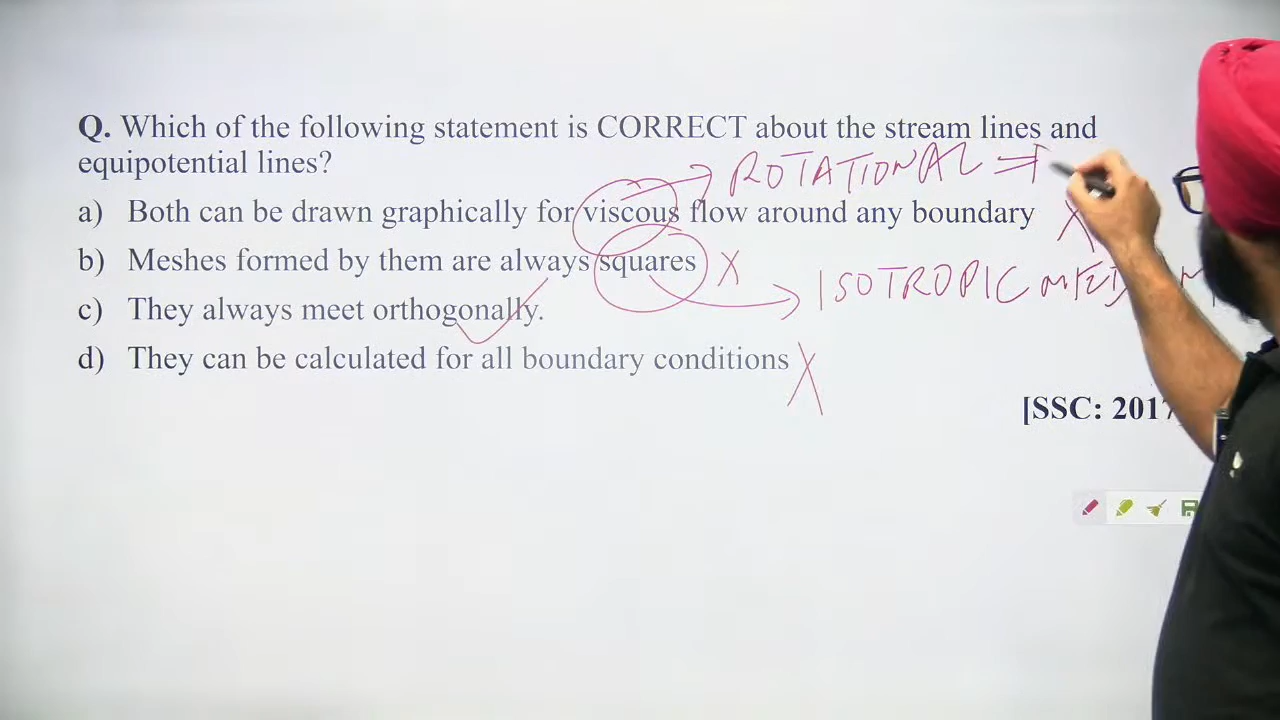 Q. Which of the following statement is CORRECT about the stream lines and
equipotential lines?
ROTATIONAL ⇒
a) Both can be drawn graphically for viscous flow around any boundary X
b) Meshes formed by them are always squares X
ISOTROPIC
c) They always meet orthogonally.
d) They can be calculated for all boundary conditions X
[SSC: 2017